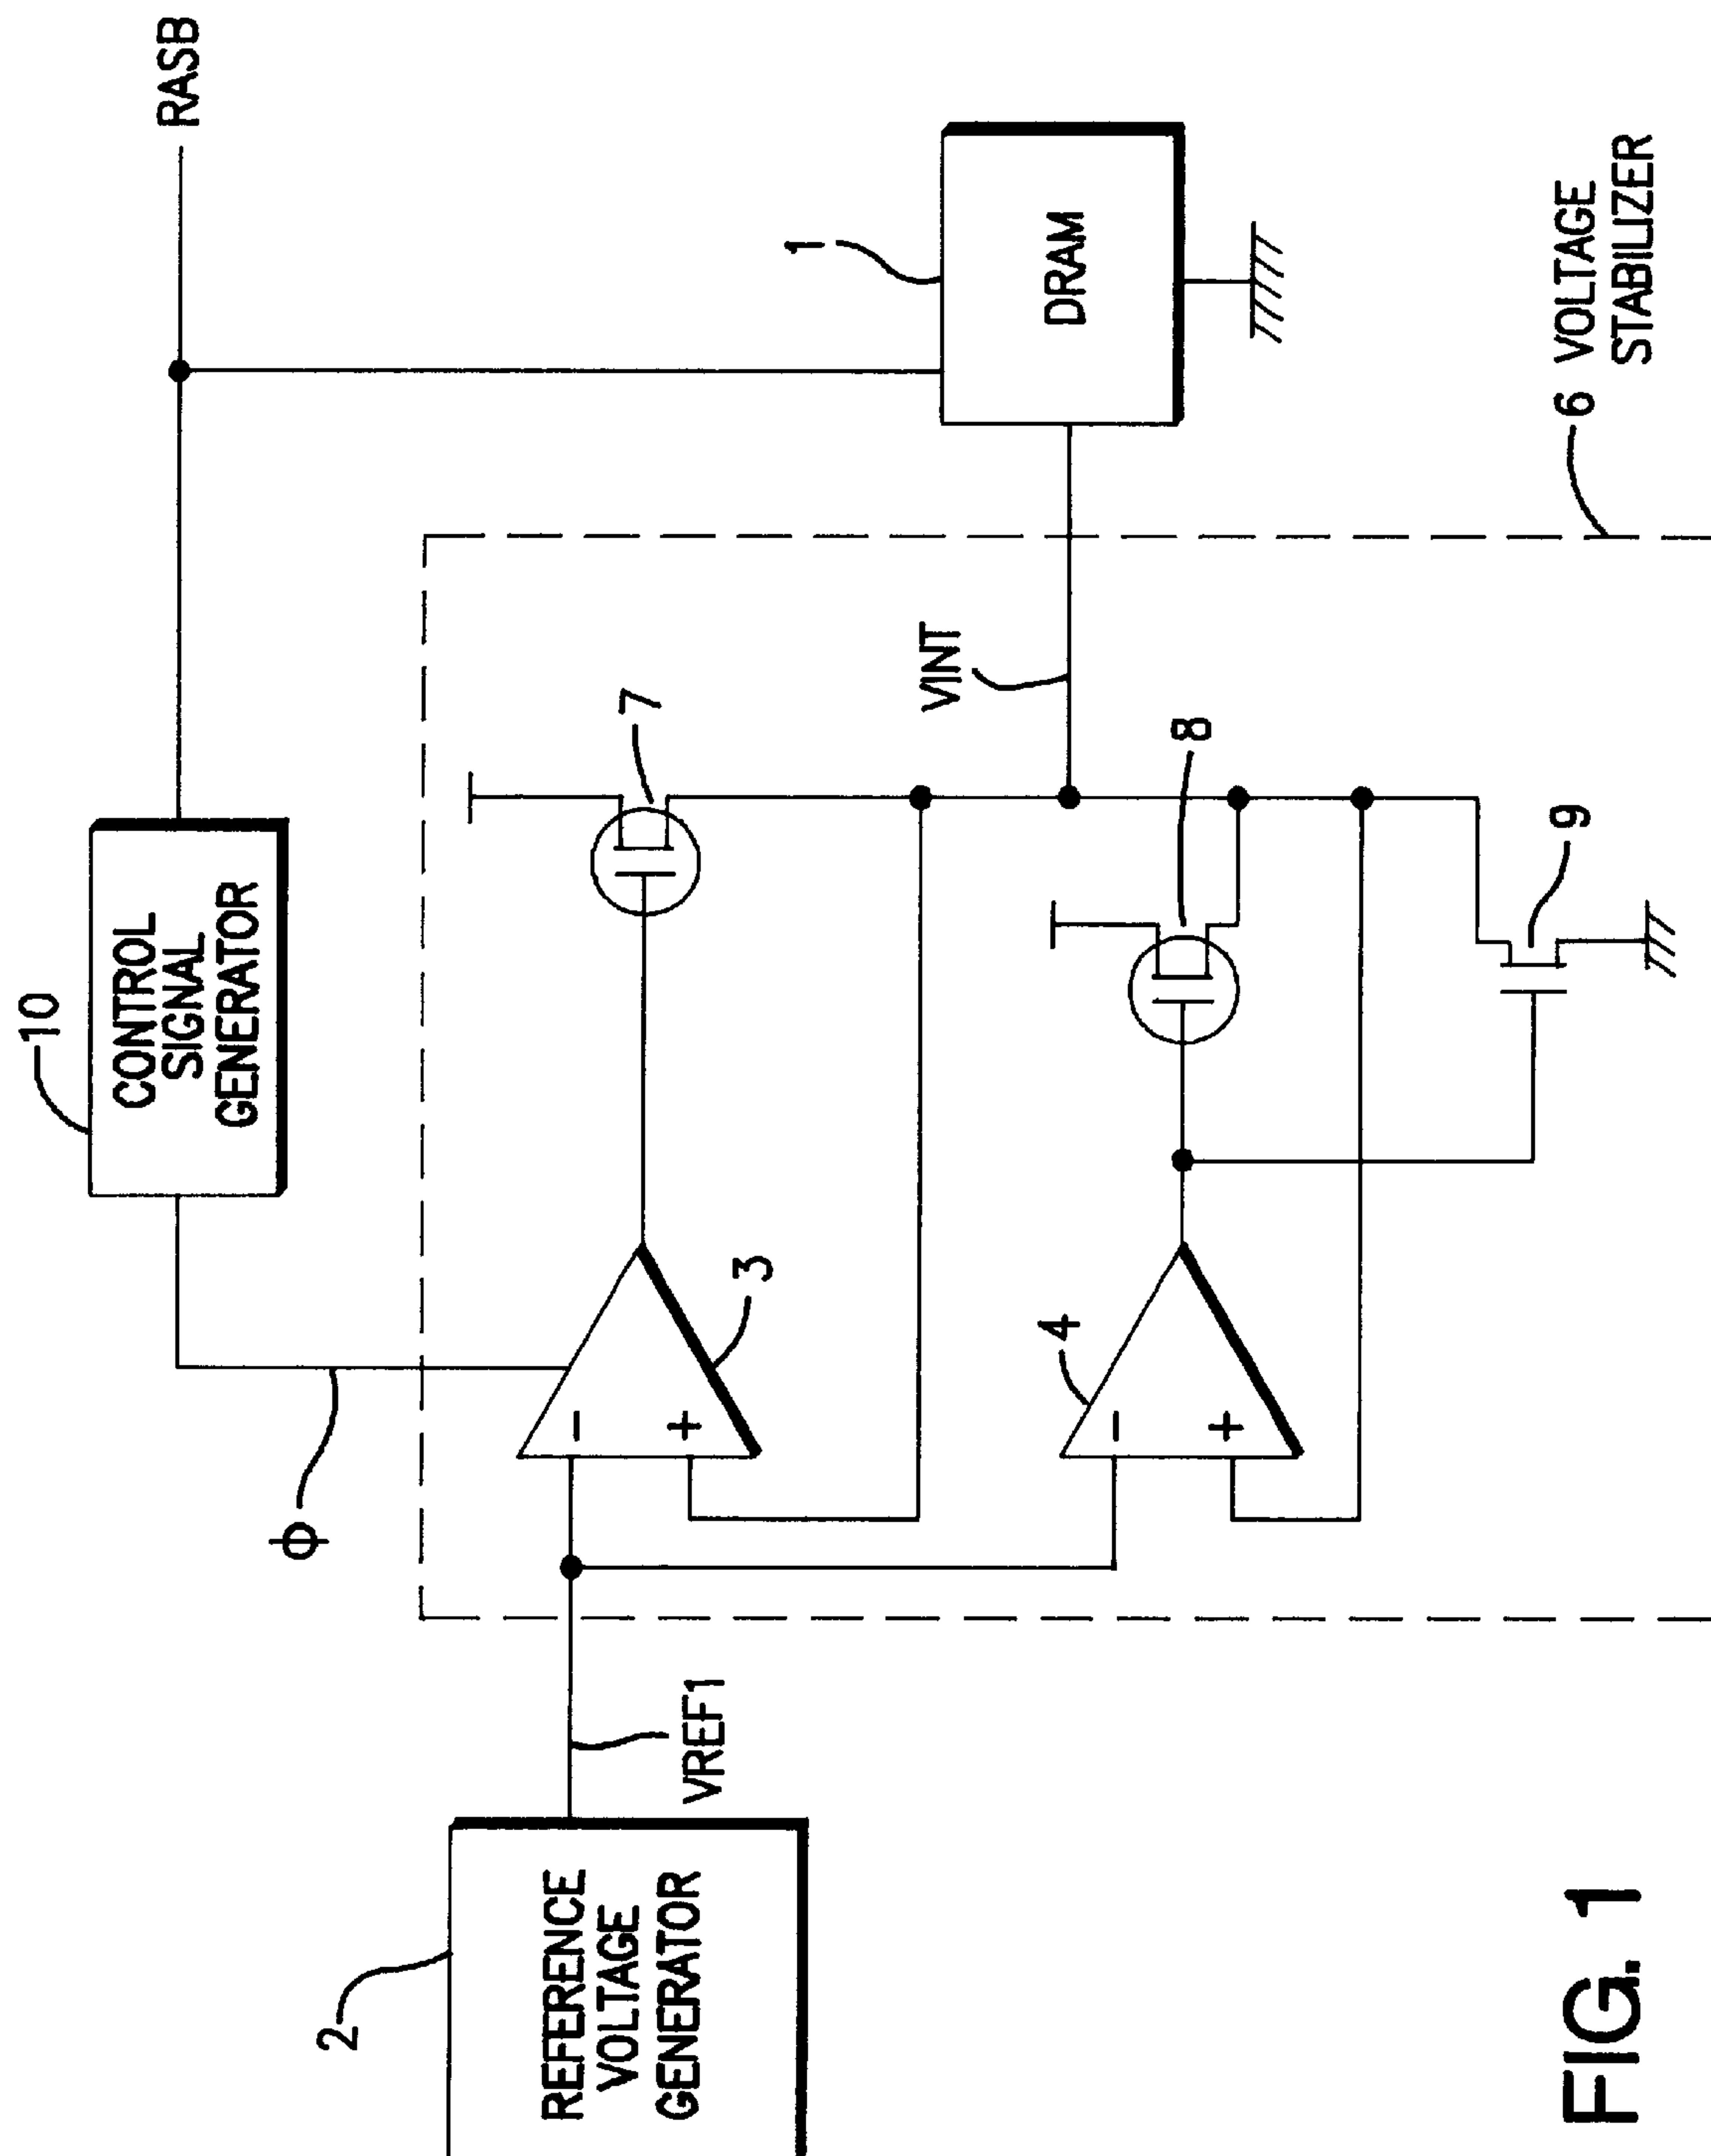 RASB
10
CONTROL
SIGNAL
GENERATOR
Φ
1
DRAM
7
VINT
3
−
+
8
4
−
+
9
6 VOLTAGE
STABILIZER
2
REFERENCE
VOLTAGE
GENERATOR
VREF1
FIG. 1